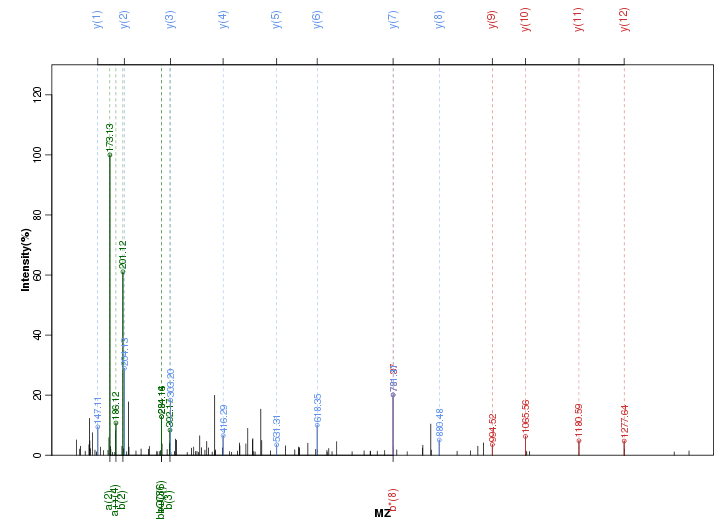 y(1) y(2) y(3) y(4) y(5) y(6) y(7) y(8) y(9) y(10) y(11) y(12)
Intensity(%)
0 20 40 60 80 100 120
147.11
173.13
186.12
201.12
204.13
303.20
416.29
531.31
618.35
880.48
994.52
1065.56
1180.59
1277.64
a(2) b(2) b(3) b*(8)
MZ